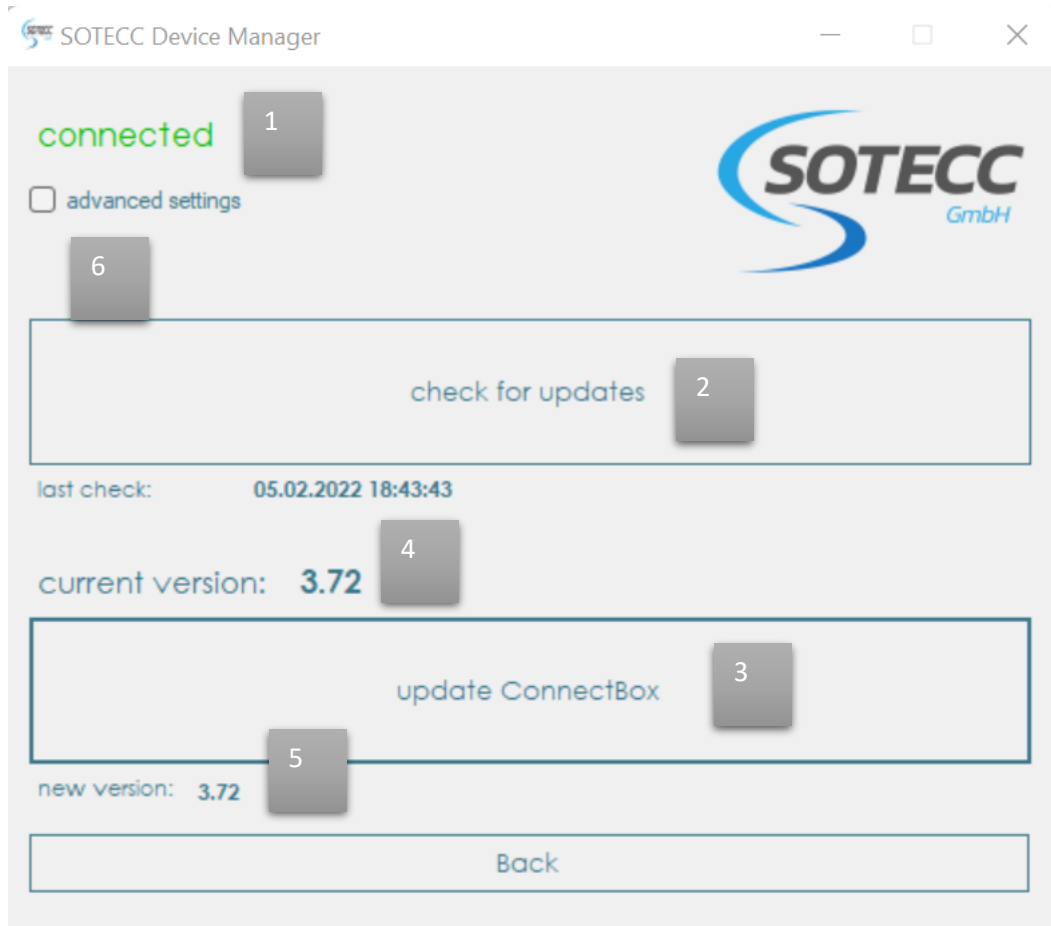 SOTECC Device Manager
connected
1
advanced settings
SOTECC
GmbH
6
check for updates
2
last check: 05.02.2022 18:43:43
4
current version: 3.72
update ConnectBox
3
5
new version: 3.72
Back